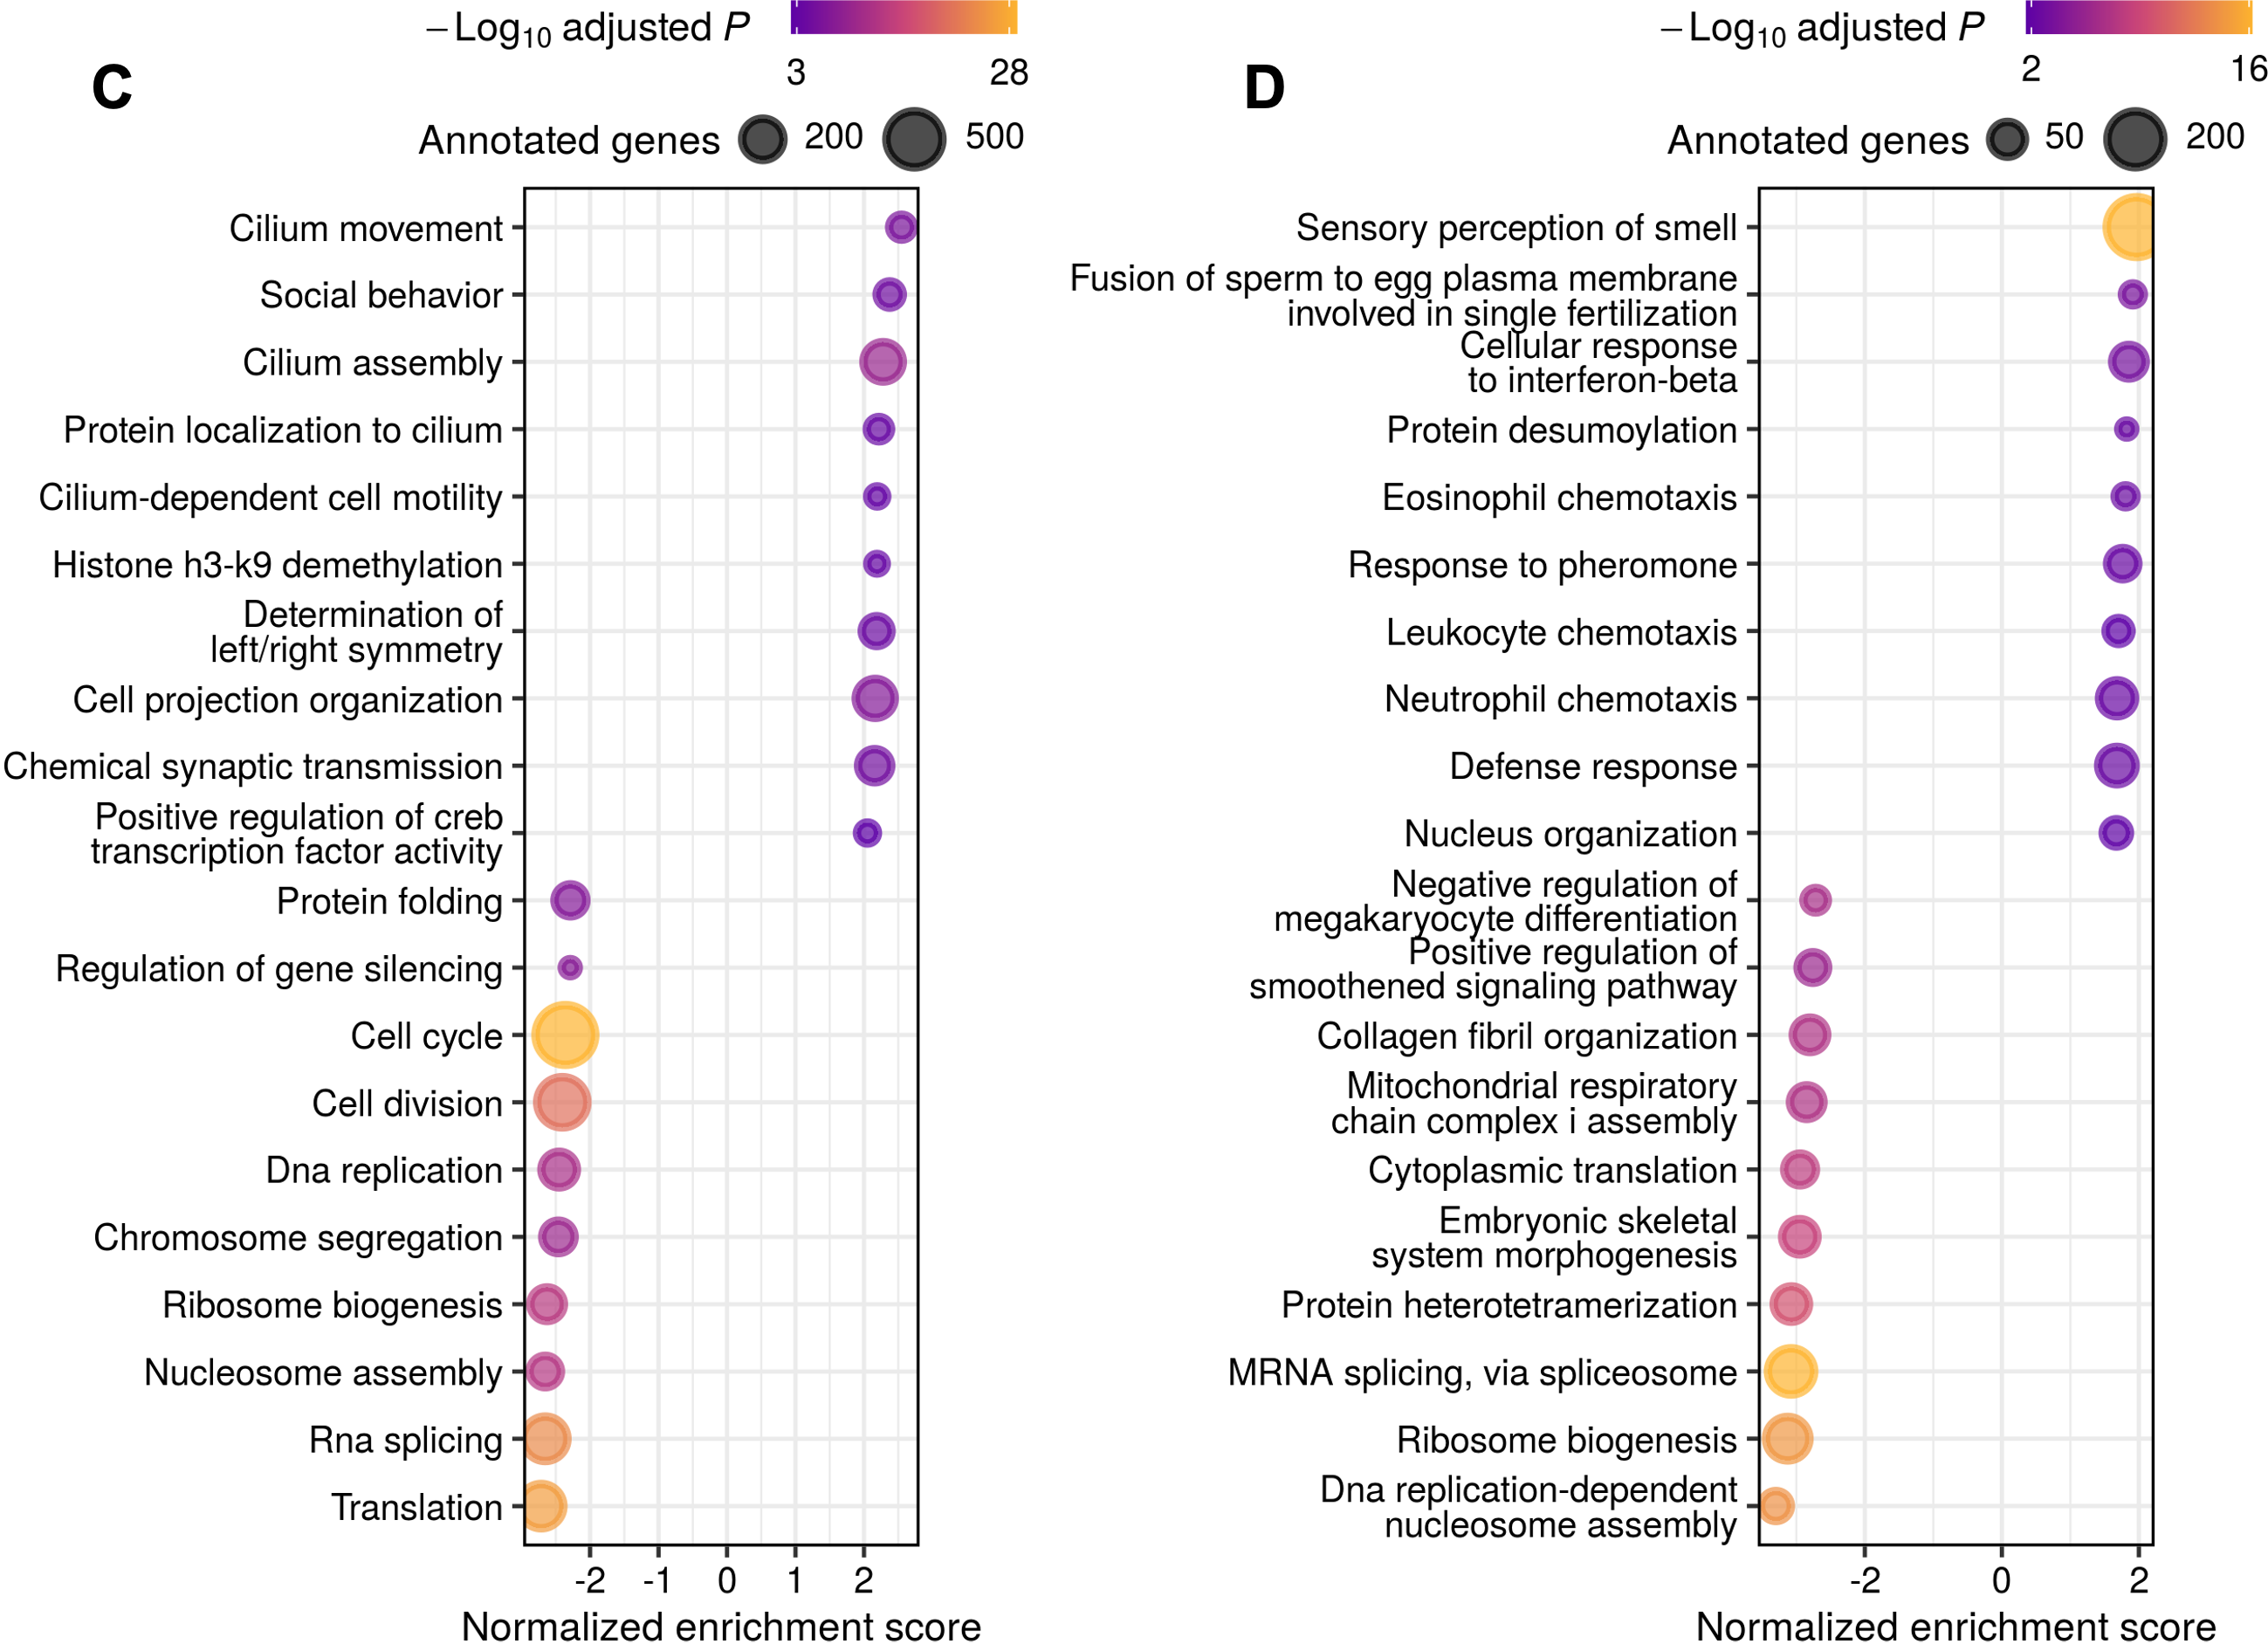 −Log10 adjusted P
3 28
C
Annotated genes 200 500
Cilium movement
Social behavior
Cilium assembly
Protein localization to cilium
Cilium-dependent cell motility
Histone h3-k9 demethylation
Determination of
left/right symmetry
Cell projection organization
Chemical synaptic transmission
Positive regulation of creb
transcription factor activity
Protein folding
Regulation of gene silencing
Cell cycle
Cell division
Dna replication
Chromosome segregation
Ribosome biogenesis
Nucleosome assembly
Rna splicing
Translation
-2 -1 0 1 2
Normalized enrichment score
−Log10 adjusted P
2 16
D
Annotated genes 50 200
Sensory perception of smell
Fusion of sperm to egg plasma membrane
involved in single fertilization
Cellular response
to interferon-beta
Protein desumoylation
Eosinophil chemotaxis
Response to pheromone
Leukocyte chemotaxis
Neutrophil chemotaxis
Defense response
Nucleus organization
Negative regulation of
megakaryocyte differentiation
Positive regulation of
smoothened signaling pathway
Collagen fibril organization
Mitochondrial respiratory
chain complex i assembly
Cytoplasmic translation
Embryonic skeletal
system morphogenesis
Protein heterotetramerization
MRNA splicing, via spliceosome
Ribosome biogenesis
Dna replication-dependent
nucleosome assembly
-2 0 2
Normalized enrichment score